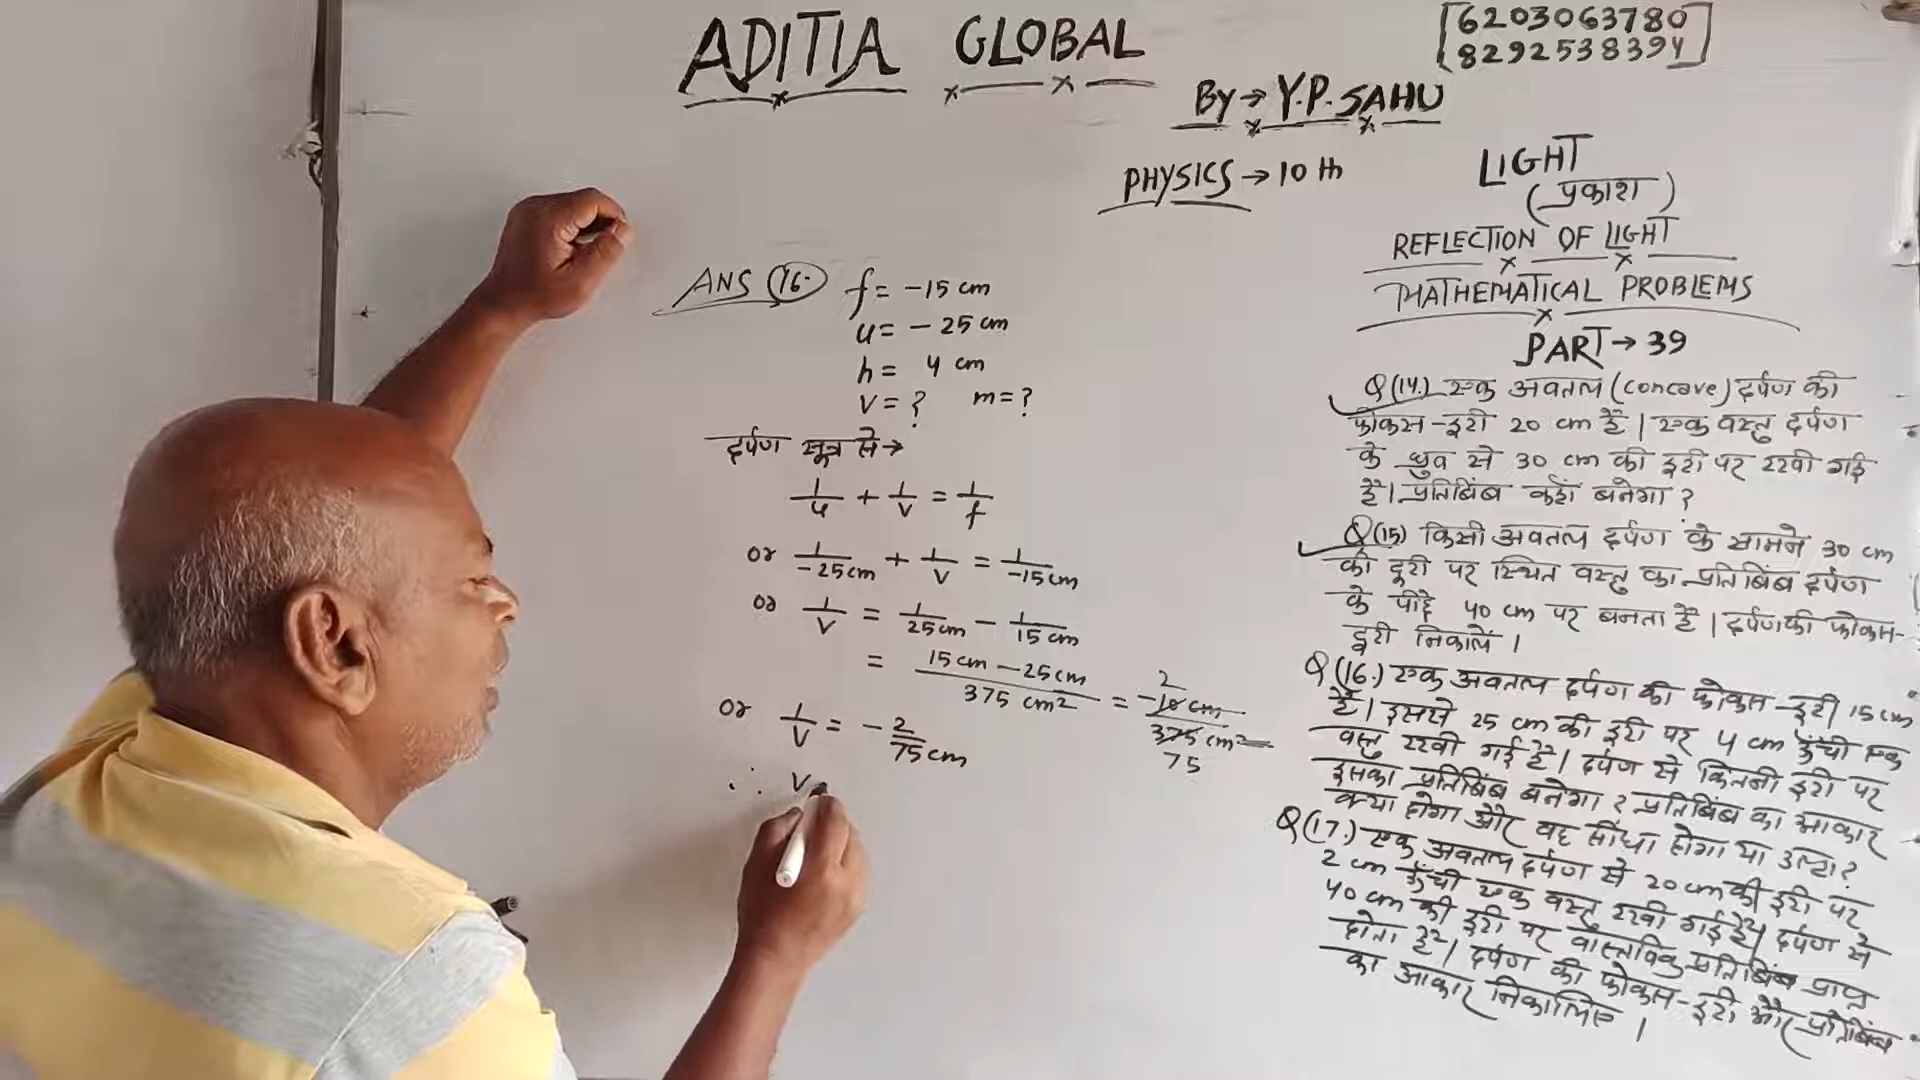 ADITIA GLOBAL
[6203063780
8292538394]
By → Y.P. SAHU
PHYSICS → 10 th
LIGHT
(प्रकाश)
REFLECTION OF LIGHT
MATHEMATICAL PROBLEMS
PART → 39
ANS (16.) f = -15 cm
u = - 25 cm
h = 4 cm
v = ? m = ?
दर्पण सूत्र से →
1/u + 1/v = 1/f
or 1/-25cm + 1/v = 1/-15cm
or 1/v = 1/25cm - 1/15cm
= 15cm - 25cm / 375 cm² = -10cm / 375cm²
2
75
or 1/v = - 2/75cm
∴ v
Q(14.) एक अवतल (concave) दर्पण की
फोकस-दूरी 20 cm है। एक वस्तु दर्पण
के ध्रुव से 30 cm की दूरी पर रखी गई
है। प्रतिबिंब कहाँ बनेगा?
Q(15) किसी अवतल दर्पण के सामने 30 cm
की दूरी पर स्थित वस्तु का प्रतिबिंब दर्पण
के पीछे 40 cm पर बनता है। दर्पण की फोकस-
दूरी निकालें।
Q(16.) एक अवतल दर्पण की फोकस-दूरी 15 cm
है। इससे 25 cm की दूरी पर 4 cm ऊँची एक
वस्तु रखी गई है। दर्पण से कितनी दूरी पर
इसका प्रतिबिंब बनेगा? प्रतिबिंब का आकार
क्या होगा और वह सीधा होगा या उल्टा?
Q(17.) एक अवतल दर्पण से 20 cm की दूरी पर
2 cm ऊँची एक वस्तु रखी गई है। दर्पण से
40 cm की दूरी पर वास्तविक प्रतिबिंब प्राप्त
होता है। दर्पण की फोकस-दूरी और प्रतिबिंब
का आकार निकालिए।